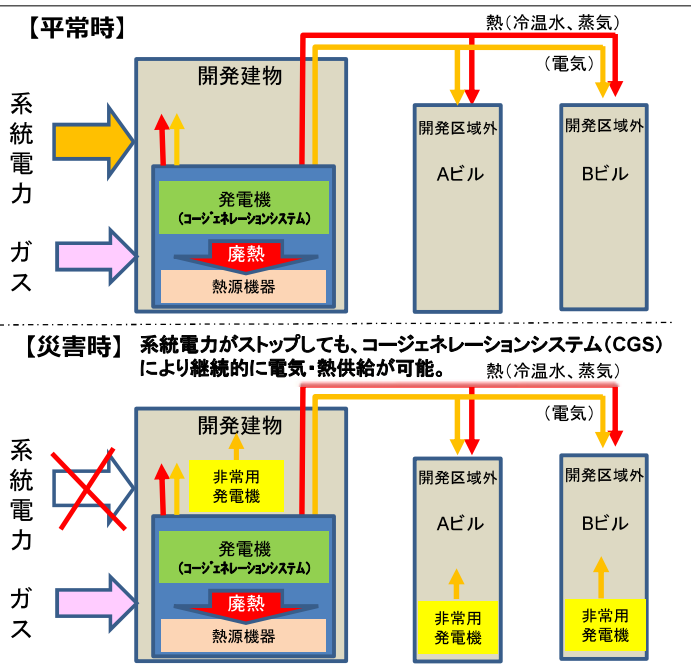 【平常時】
熱(冷温水、蒸気)
(電気)
開発建物
系統電力
ガス
発電機
(コージェネレーションシステム)
廃熱
熱源機器
開発区域外
Aビル
開発区域外
Bビル
【災害時】 系統電力がストップしても、コージェネレーションシステム(CGS)
により継続的に電気・熱供給が可能。
熱(冷温水、蒸気)
(電気)
開発建物
系統電力
ガス
非常用
発電機
発電機
(コージェネレーションシステム)
廃熱
熱源機器
開発区域外
Aビル
非常用
発電機
開発区域外
Bビル
非常用
発電機